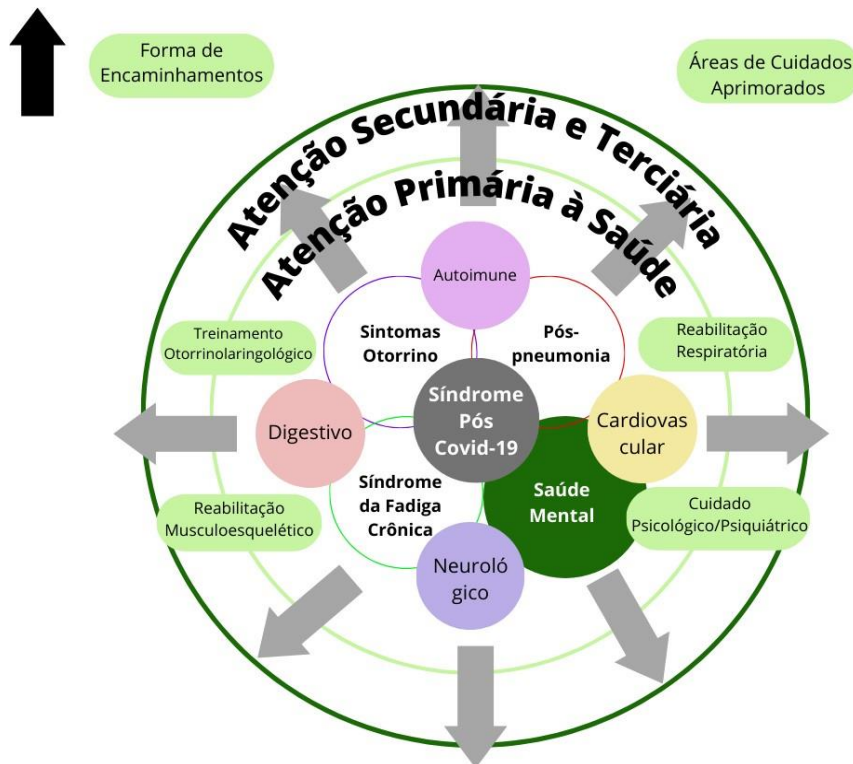 Forma de
Encaminhamentos
Áreas de Cuidados
Aprimorados
Atenção Secundária e Terciária
Atenção Primária à Saúde
Autoimune
Sintomas
Otorrino
Pós-
pneumonia
Treinamento
Otorrinolaringológico
Reabilitação
Respiratória
Síndrome
Pós
Covid-19
Digestivo
Cardiovas
cular
Síndrome
da Fadiga
Crônica
Saúde
Mental
Reabilitação
Musculoesquelético
Cuidado
Psicológico/Psiquiátrico
Neuroló
gico